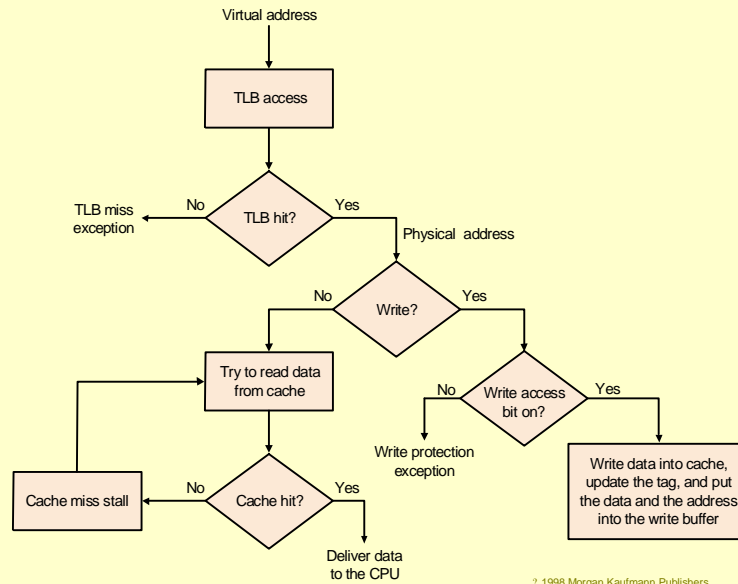 Virtual address
TLB access
No
Yes
TLB miss
exception
TLB hit?
Physical address
No
Yes
Write?
Try to read data
from cache
No
Yes
Write access
bit on?
Write protection
exception
Write data into cache,
update the tag, and put
the data and the address
into the write buffer
No
Yes
Cache miss stall
Cache hit?
Deliver data
to the CPU
? 1998 Morgan Kaufmann Publishers